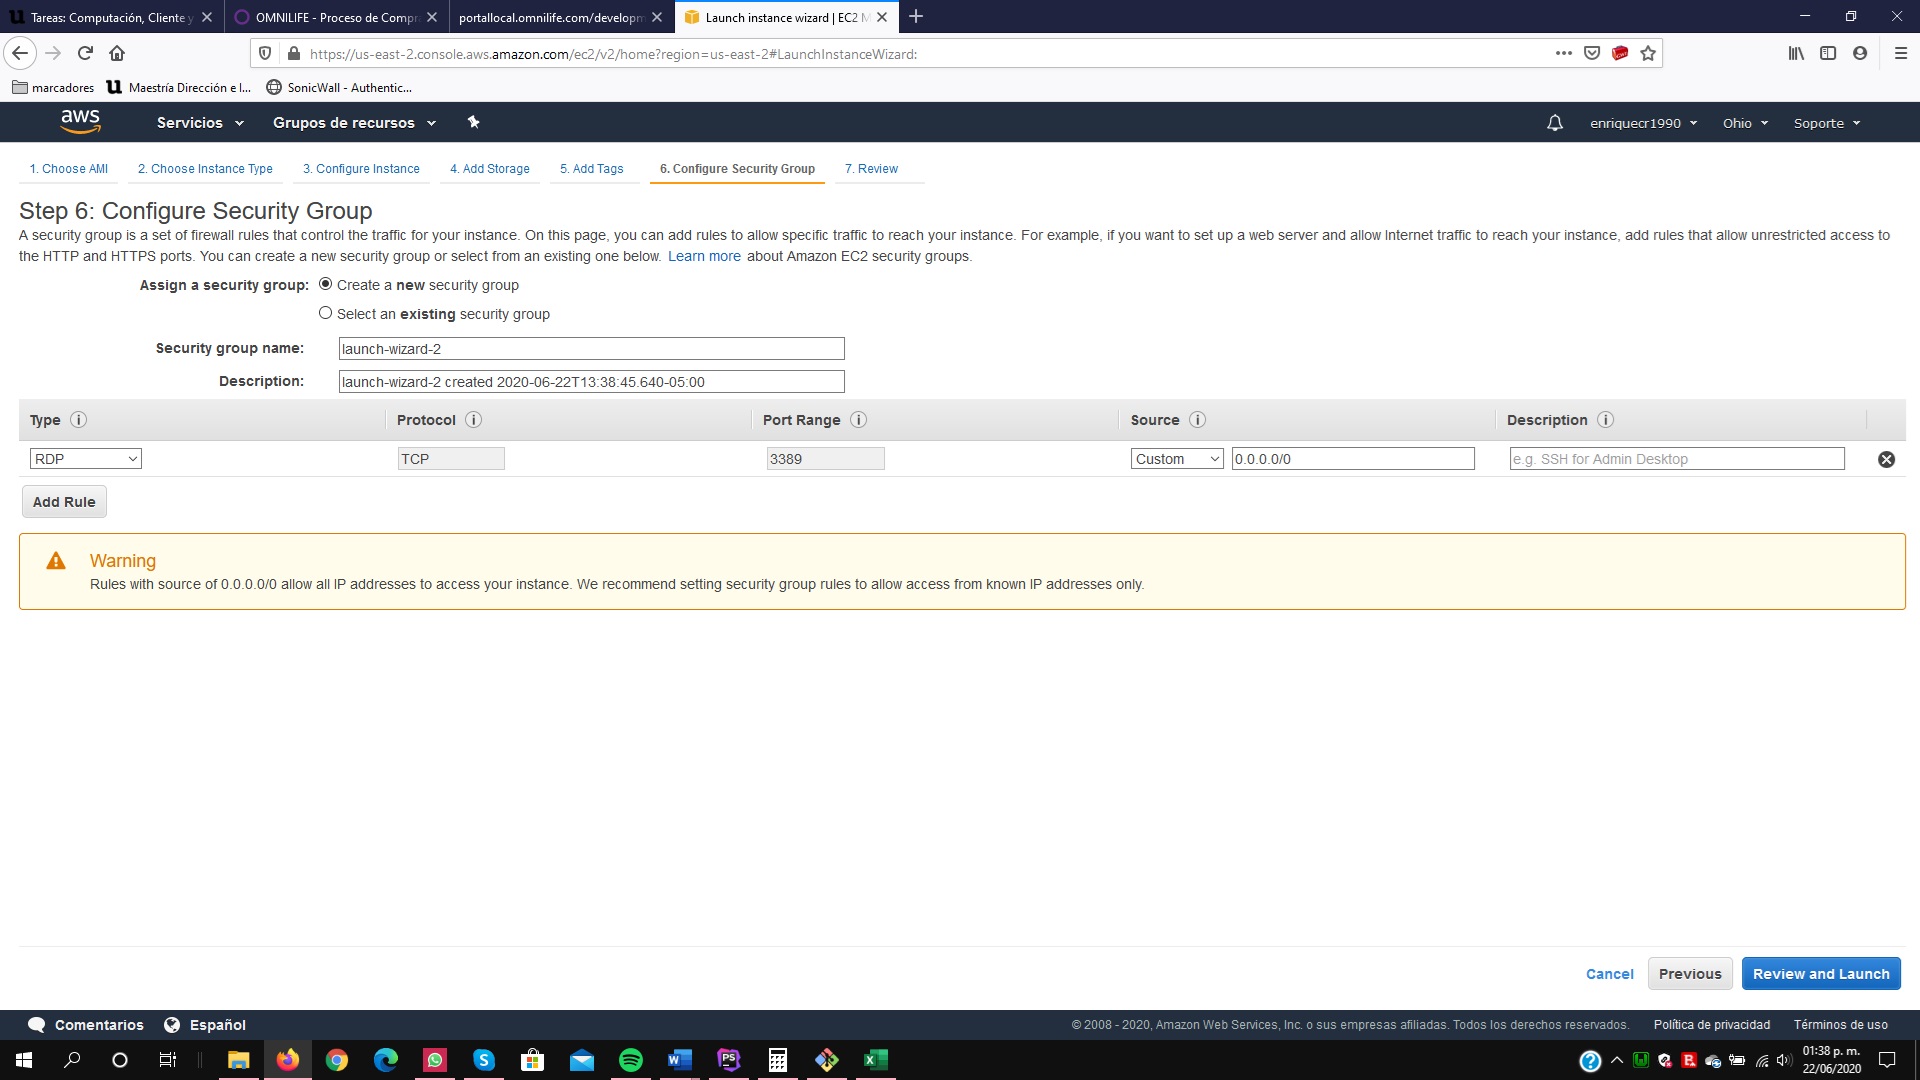 Tareas: Computación, Cliente y
OMNILIFE - Proceso de Compr
portallocal.omnilife.com/developm
Launch instance wizard | EC2 M
https://us-east-2.console.aws.amazon.com/ec2/v2/home?region=us-east-2#LaunchInstanceWizard:
marcadores
Maestría Dirección e I...
SonicWall - Authentic...
aws
Servicios
Grupos de recursos
enriquecr1990
Ohio
Soporte
1. Choose AMI
2. Choose Instance Type
3. Configure Instance
4. Add Storage
5. Add Tags
6. Configure Security Group
7. Review
Step 6: Configure Security Group
A security group is a set of firewall rules that control the traffic for your instance. On this page, you can add rules to allow specific traffic to reach your instance. For example, if you want to set up a web server and allow Internet traffic to reach your instance, add rules that allow unrestricted access to
the HTTP and HTTPS ports. You can create a new security group or select from an existing one below. Learn more about Amazon EC2 security groups.
Assign a security group:
Create a new security group
Select an existing security group
Security group name:
launch-wizard-2
Description:
launch-wizard-2 created 2020-06-22T13:38:45.640-05:00
Type
Protocol
Port Range
Source
Description
RDP
TCP
3389
Custom
0.0.0.0/0
e.g. SSH for Admin Desktop
Add Rule
Warning
Rules with source of 0.0.0.0/0 allow all IP addresses to access your instance. We recommend setting security group rules to allow access from known IP addresses only.
Cancel
Previous
Review and Launch
Comentarios
Español
© 2008 - 2020, Amazon Web Services, Inc. o sus empresas afiliadas. Todos los derechos reservados.
Política de privacidad
Términos de uso
01:38 p. m.
22/06/2020